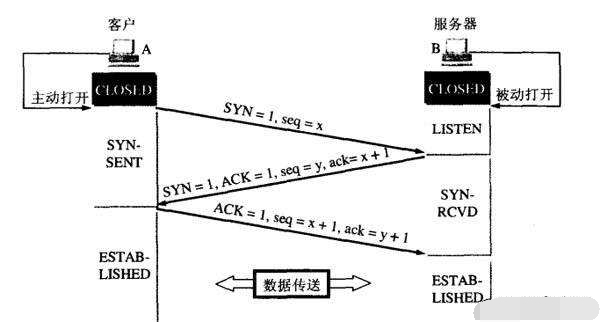 客户
服务器
A
B
CLOSED
CLOSED
主动打开
被动打开
SYN = 1, seq = x
LISTEN
SYN-
SENT
SYN = 1, ACK = 1, seq = y, ack= x + 1
SYN-
RCVD
ACK = 1, seq = x + 1, ack = y + 1
ESTAB-
LISHED
数据传送
ESTAB-
LISHED